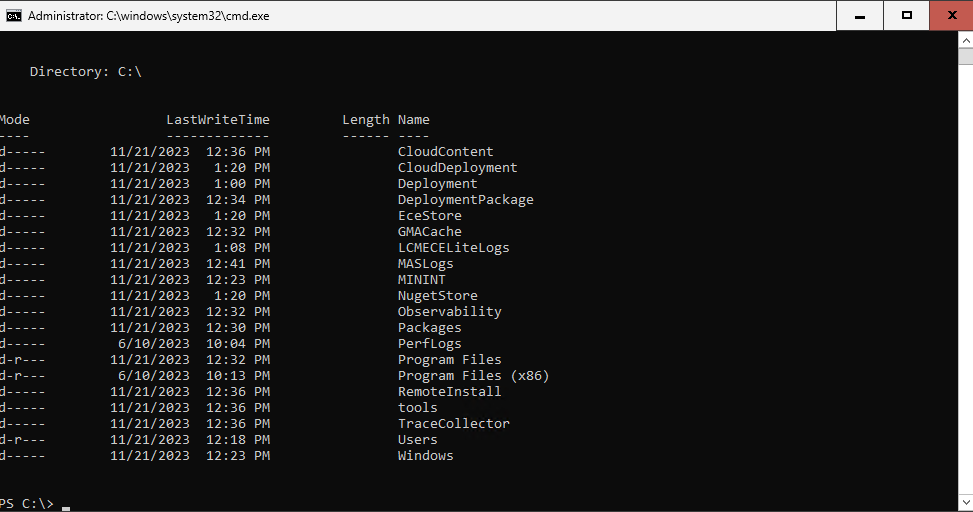 Administrator: C:\windows\system32\cmd.exe
Directory: C:\
Mode                LastWriteTime         Length Name
----                -------------         ------ ----
d-----       11/21/2023  12:36 PM                CloudContent
d-----       11/21/2023   1:20 PM                CloudDeployment
d-----       11/21/2023   1:00 PM                Deployment
d-----       11/21/2023  12:34 PM                DeploymentPackage
d-----       11/21/2023   1:20 PM                EceStore
d-----       11/21/2023  12:32 PM                GMACache
d-----       11/21/2023   1:08 PM                LCMECELiteLogs
d-----       11/21/2023  12:41 PM                MASLogs
d-----       11/21/2023  12:23 PM                MININT
d-----       11/21/2023   1:20 PM                NugetStore
d-----       11/21/2023  12:32 PM                Observability
d-----       11/21/2023  12:30 PM                Packages
d-----        6/10/2023  10:04 PM                PerfLogs
d-r---       11/21/2023  12:32 PM                Program Files
d-r---        6/10/2023  10:13 PM                Program Files (x86)
d-----       11/21/2023  12:36 PM                RemoteInstall
d-----       11/21/2023  12:36 PM                tools
d-----       11/21/2023  12:36 PM                TraceCollector
d-r---       11/21/2023  12:18 PM                Users
d-----       11/21/2023  12:23 PM                Windows
PS C:\> _